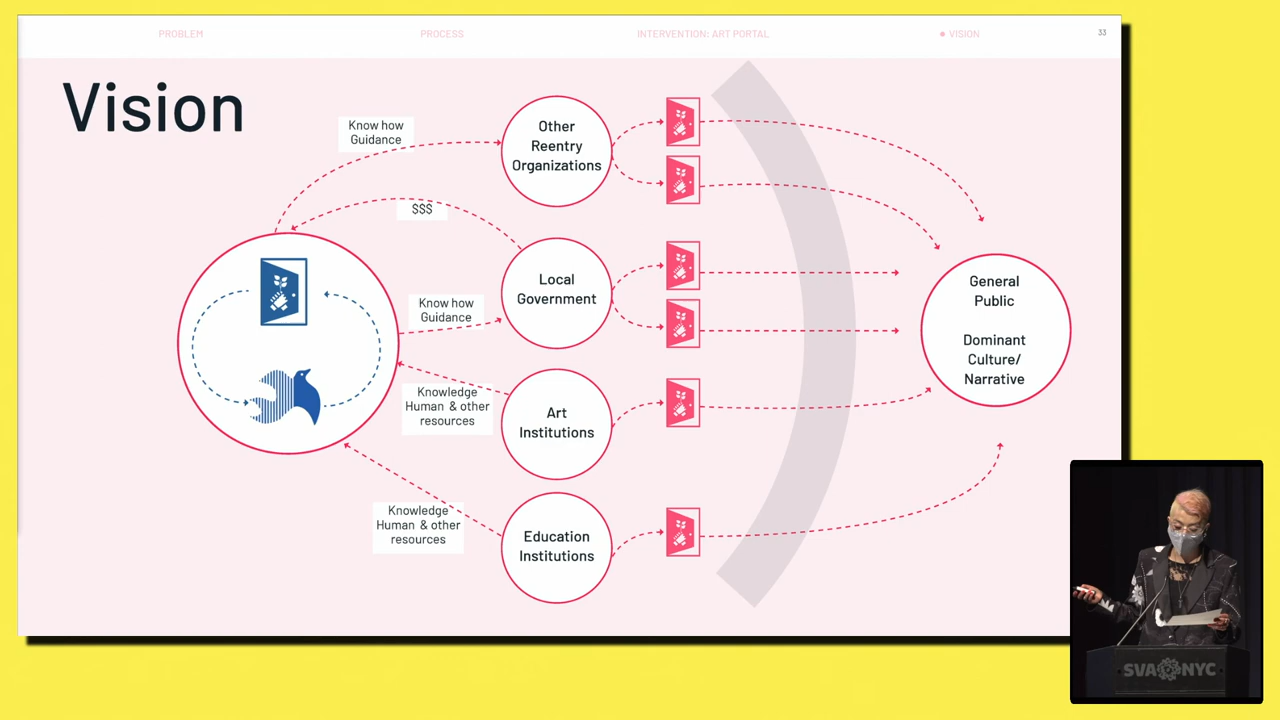 PROBLEM
PROCESS
INTERVENTION: ART PORTAL
VISION
33
Vision
Know how
Guidance
Other
Reentry
Organizations
$$$
Local
Government
Know how
Guidance
General
Public
Dominant
Culture/
Narrative
Knowledge
Human & other
resources
Art
Institutions
Knowledge
Human & other
resources
Education
Institutions
SVA NYC